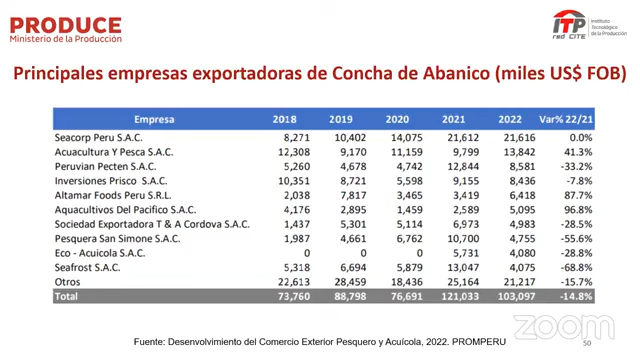 PRODUCE
Ministerio de la Producción
ITP
red CITE
Instituto
Tecnológico
de la Producción
Principales empresas exportadoras de Concha de Abanico (miles US$ FOB)
Empresa 2018 2019 2020 2021 2022 Var% 22/21
Seacorp Peru S.A.C. 8,271 10,402 14,075 21,612 21,616 0.0%
Acuacultura Y Pesca S.A.C. 12,308 9,170 11,159 9,799 13,842 41.3%
Peruvian Pecten S.A.C. 5,260 4,678 4,742 12,844 8,581 -33.2%
Inversiones Prisco S.A.C. 10,351 8,721 5,598 9,155 8,436 -7.8%
Altamar Foods Peru S.R.L. 2,038 7,817 3,465 3,419 6,418 87.7%
Aquacultivos Del Pacifico S.A.C. 4,176 2,895 1,459 2,589 5,095 96.8%
Sociedad Exportadora T & A Cordova S.A.C. 1,437 5,301 5,114 6,973 4,983 -28.5%
Pesquera San Simone S.A.C. 1,987 4,661 6,762 10,700 4,755 -55.6%
Eco - Acuicola S.A.C. 0 0 0 5,731 4,080 -28.8%
Seafrost S.A.C. 5,318 6,694 5,879 13,047 4,075 -68.8%
Otros 22,613 28,459 18,436 25,164 21,217 -15.7%
Total 73,760 88,798 76,691 121,033 103,097 -14.8%
zoom
Fuente: Desenvolvimiento del Comercio Exterior Pesquero y Acuícola, 2022. PROMPERU
50